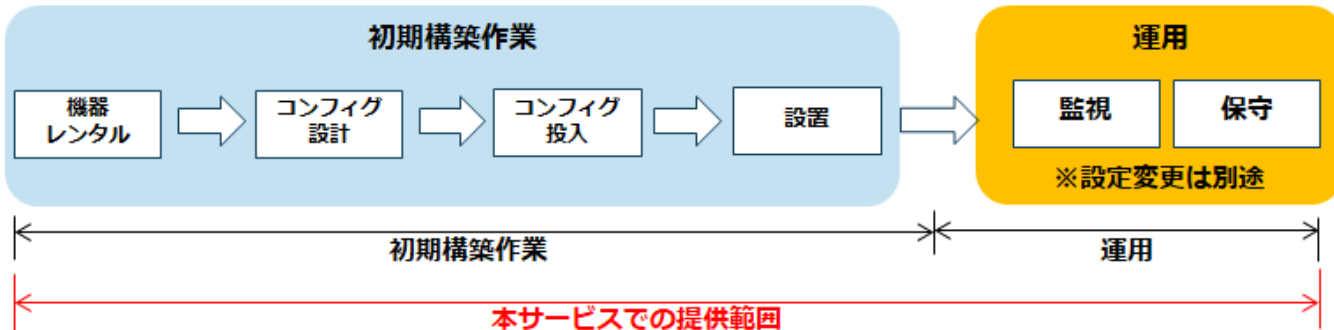 初期構築作業
運用
機器
レンタル
コンフィグ
設計
コンフィグ
投入
設置
監視
保守
※設定変更は別途
初期構築作業
運用
本サービスでの提供範囲